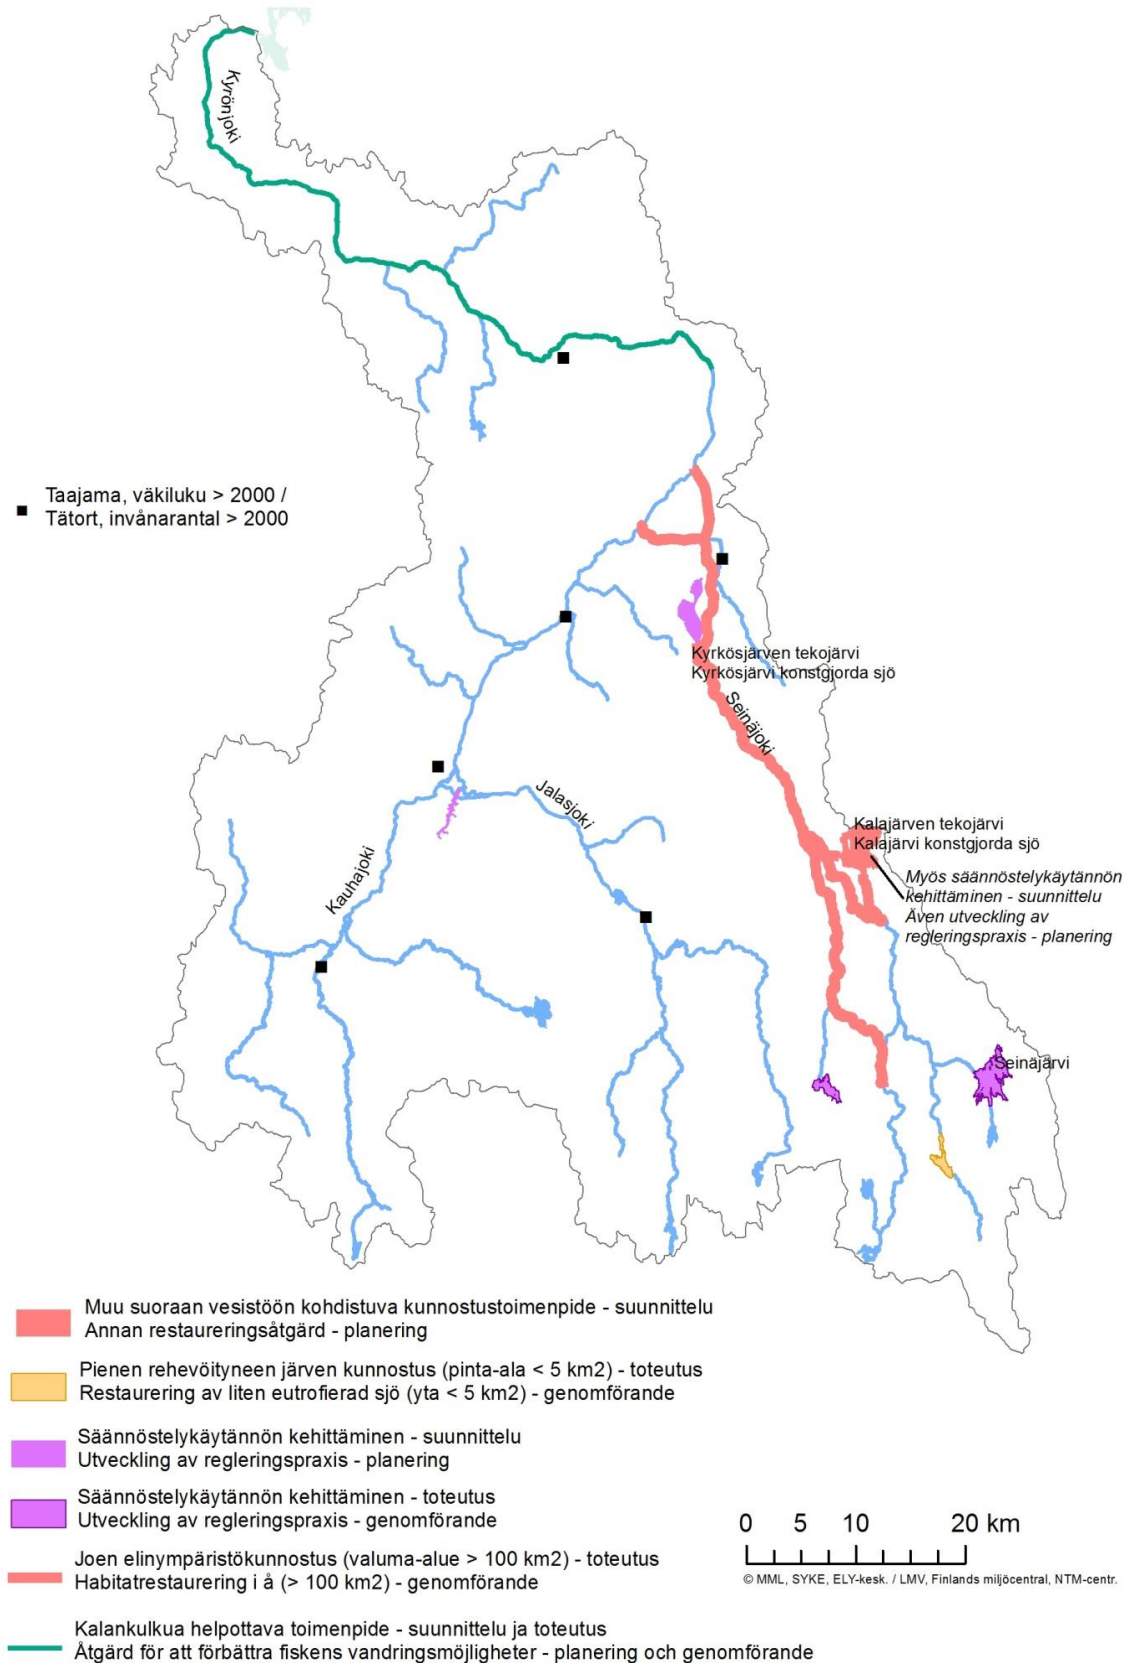 Kyrönjoki
Taajama, väkiluku > 2000 /
Tätort, invånarantal > 2000
Kyrkösjärven tekojärvi
Kyrkösjärvi konstgjorda sjö
Seinäjoki
Jalasjoki
Kauhajoki
Kalajärven tekojärvi
Kalajärvi konstgjorda sjö
Myös säännöstelykäytännön
kehittäminen - suunnittelu
Även utveckling av
regleringspraxis - planering
Seinäjärvi
Muu suoraan vesistöön kohdistuva kunnostustoimenpide - suunnittelu
Annan restaureringsåtgärd - planering
Pienen rehevöityneen järven kunnostus (pinta-ala < 5 km2) - toteutus
Restaurering av liten eutrofierad sjö (yta < 5 km2) - genomförande
Säännöstelykäytännön kehittäminen - suunnittelu
Utveckling av regleringspraxis - planering
Säännöstelykäytännön kehittäminen - toteutus
Utveckling av regleringspraxis - genomförande
Joen elinympäristökunnostus (valuma-alue > 100 km2) - toteutus
Habitatrestaurering i å (> 100 km2) - genomförande
Kalankulkua helpottava toimenpide - suunnittelu ja toteutus
Åtgärd för att förbättra fiskens vandringsmöjligheter - planering och genomförande
0 5 10 20 km
© MML, SYKE, ELY-kesk. / LMV, Finlands miljöcentral, NTM-centr.